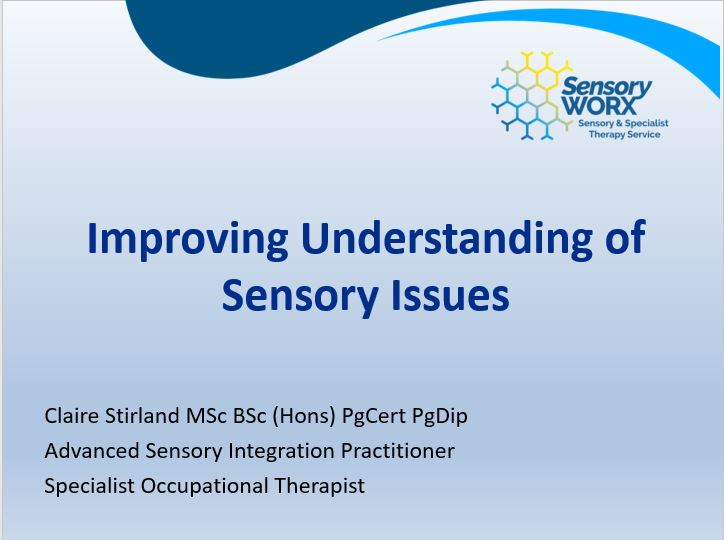 Sensory
WORX
Sensory & Specialist
Therapy Service
Improving Understanding of
Sensory Issues
Claire Stirland MSc BSc (Hons) PgCert PgDip
Advanced Sensory Integration Practitioner
Specialist Occupational Therapist